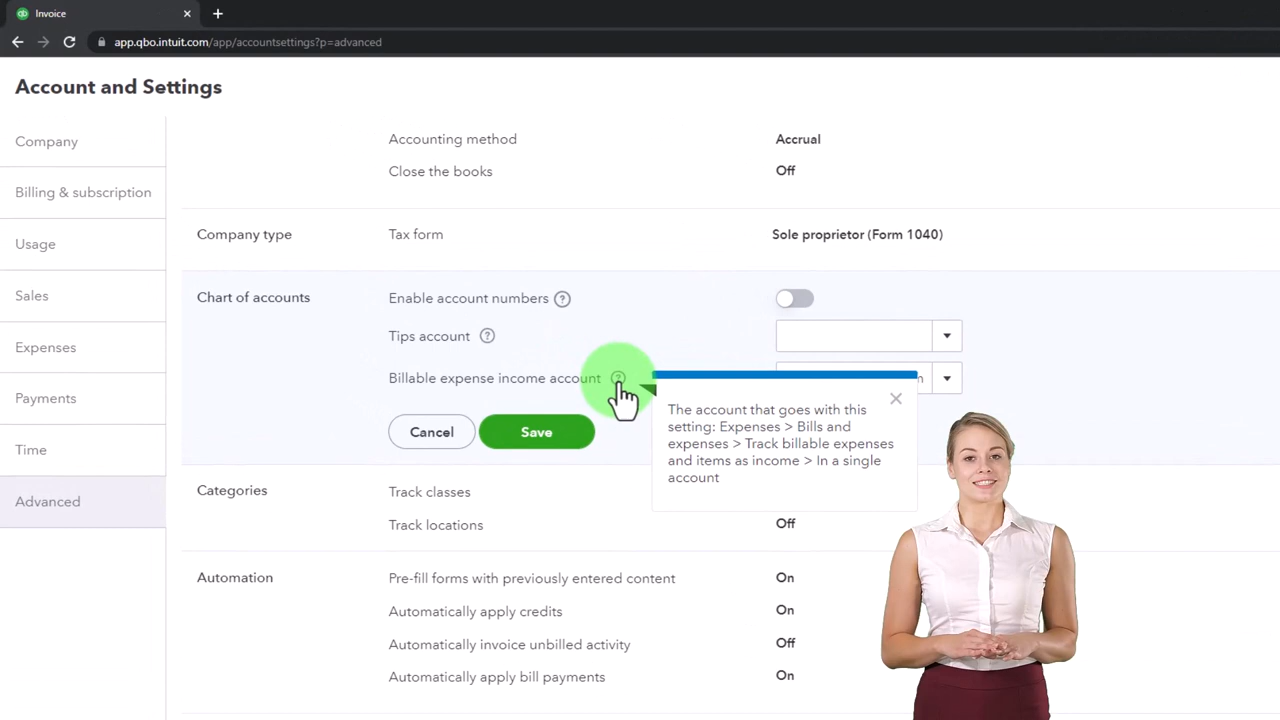 Invoice
app.qbo.intuit.com/app/accountsettings?p=advanced
Account and Settings
Company
Billing & subscription
Usage
Sales
Expenses
Payments
Time
Advanced
Accounting method Accrual
Close the books Off
Company type Tax form Sole proprietor (Form 1040)
Chart of accounts Enable account numbers ?
Tips account ?
Billable expense income account ?
Cancel Save
The account that goes with this
setting: Expenses > Bills and
expenses > Track billable expenses
and items as income > In a single
account
Categories Track classes
Track locations Off
Automation Pre-fill forms with previously entered content On
Automatically apply credits On
Automatically invoice unbilled activity Off
Automatically apply bill payments On